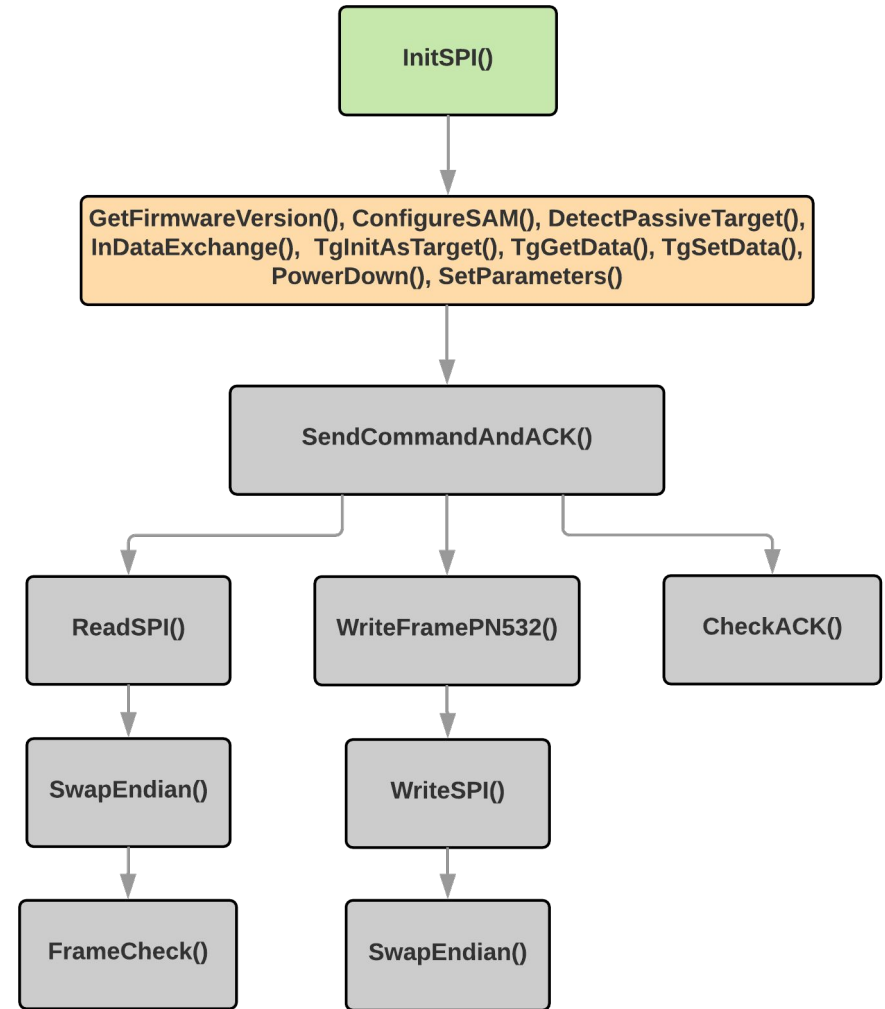 InitSPI()
GetFirmwareVersion(), ConfigureSAM(), DetectPassiveTarget(),
InDataExchange(), TgInitAsTarget(), TgGetData(), TgSetData(),
PowerDown(), SetParameters()
SendCommandAndACK()
ReadSPI()
WriteFramePN532()
CheckACK()
SwapEndian()
WriteSPI()
FrameCheck()
SwapEndian()